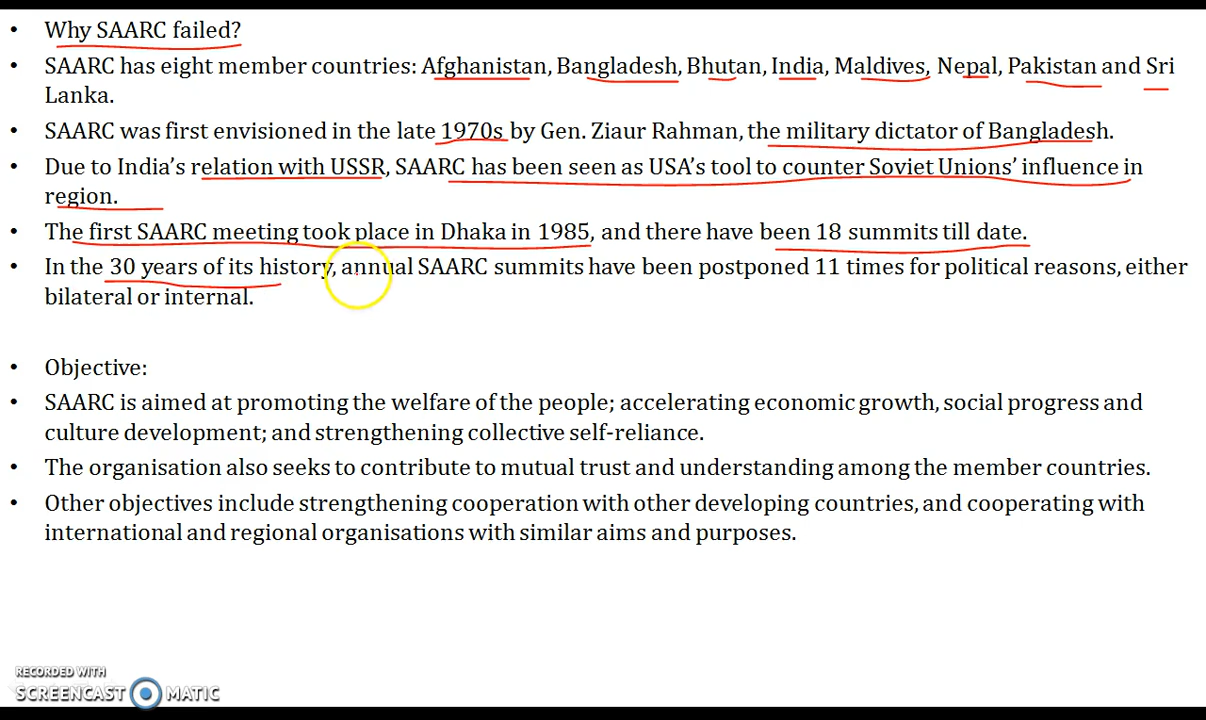 • Why SAARC failed?
• SAARC has eight member countries: Afghanistan, Bangladesh, Bhutan, India, Maldives, Nepal, Pakistan and Sri
Lanka.
• SAARC was first envisioned in the late 1970s by Gen. Ziaur Rahman, the military dictator of Bangladesh.
• Due to India’s relation with USSR, SAARC has been seen as USA’s tool to counter Soviet Unions’ influence in
region.
• The first SAARC meeting took place in Dhaka in 1985, and there have been 18 summits till date.
• In the 30 years of its history, annual SAARC summits have been postponed 11 times for political reasons, either
bilateral or internal.
• Objective:
• SAARC is aimed at promoting the welfare of the people; accelerating economic growth, social progress and
culture development; and strengthening collective self-reliance.
• The organisation also seeks to contribute to mutual trust and understanding among the member countries.
• Other objectives include strengthening cooperation with other developing countries, and cooperating with
international and regional organisations with similar aims and purposes.
RECORDED WITH
SCREENCAST MATIC